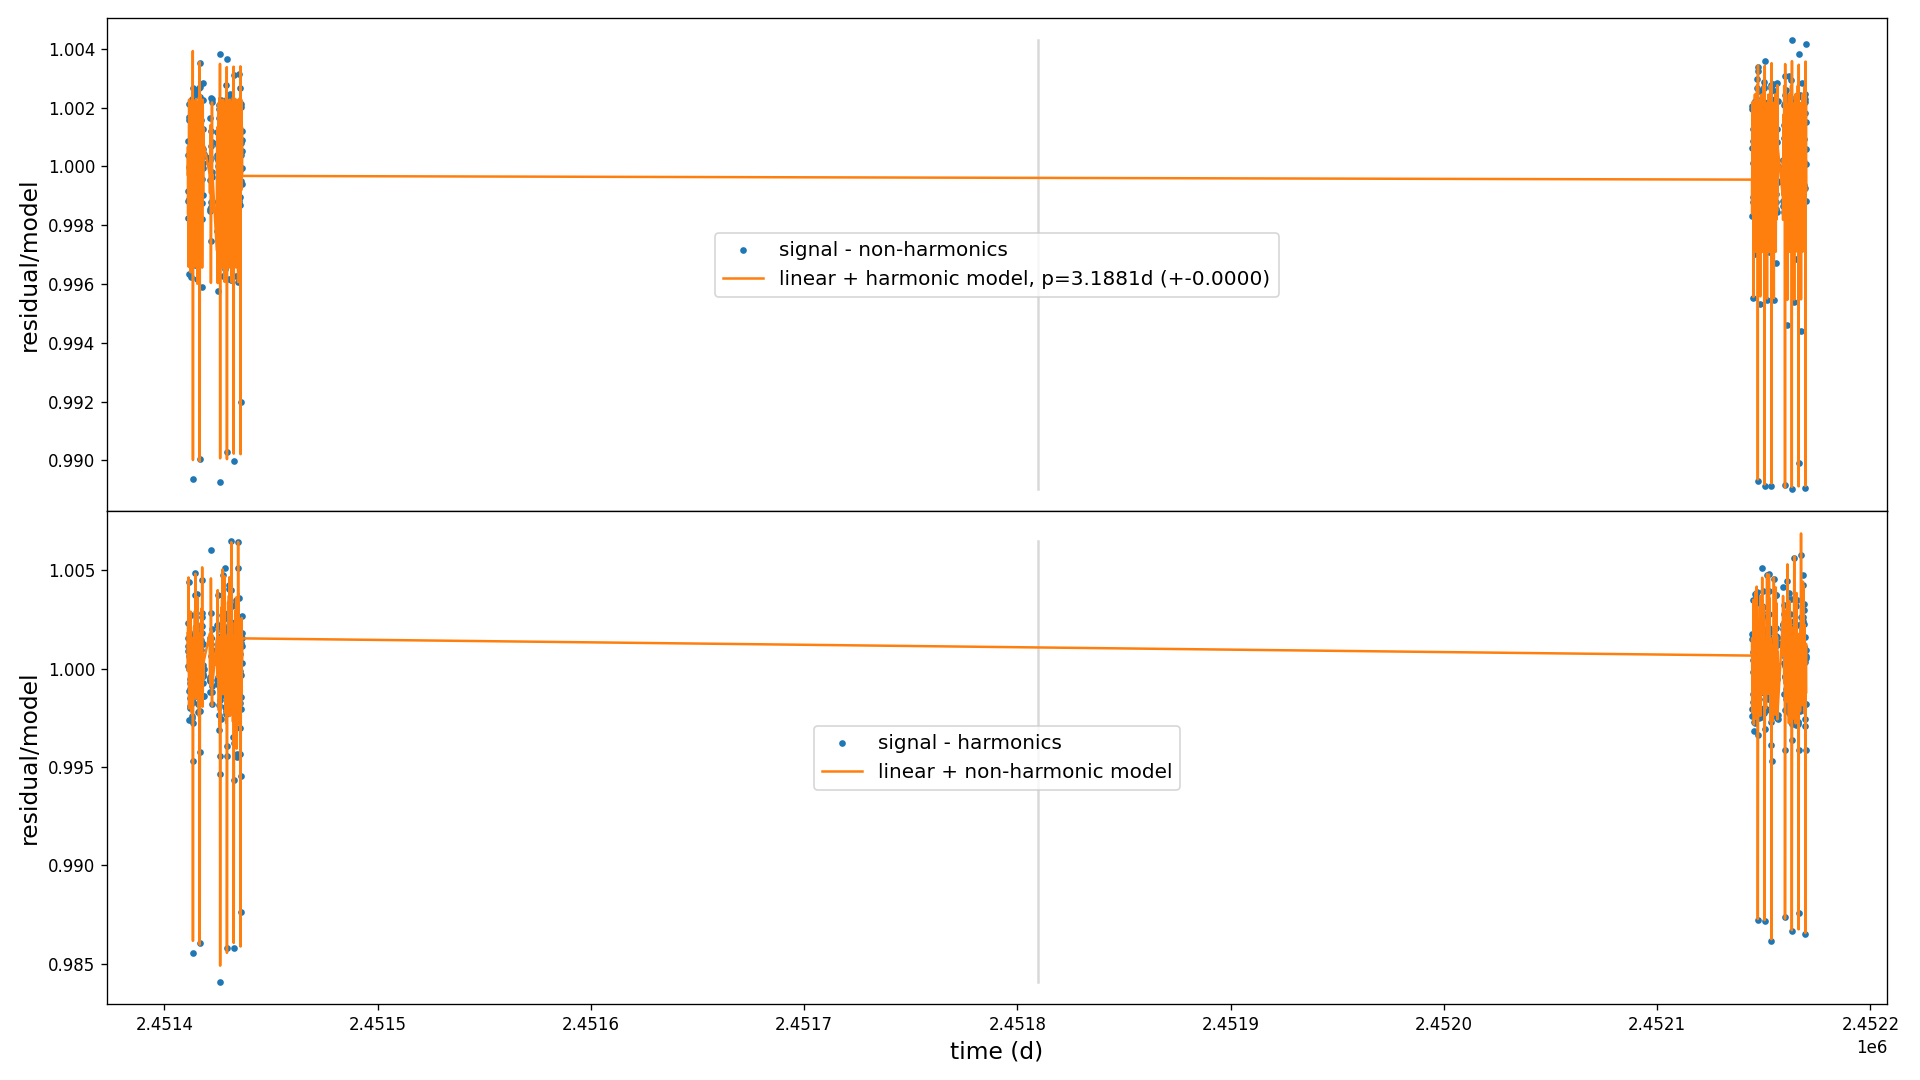 1.004
1.002
1.000
0.998
0.996
0.994
0.992
0.990
residual/model
signal - non-harmonics
linear + harmonic model, p=3.1881d (+-0.0000)
1.005
1.000
0.995
0.990
0.985
residual/model
signal - harmonics
linear + non-harmonic model
2.4514 2.4515 2.4516 2.4517 2.4518 2.4519 2.4520 2.4521 2.4522
1e6
time (d)